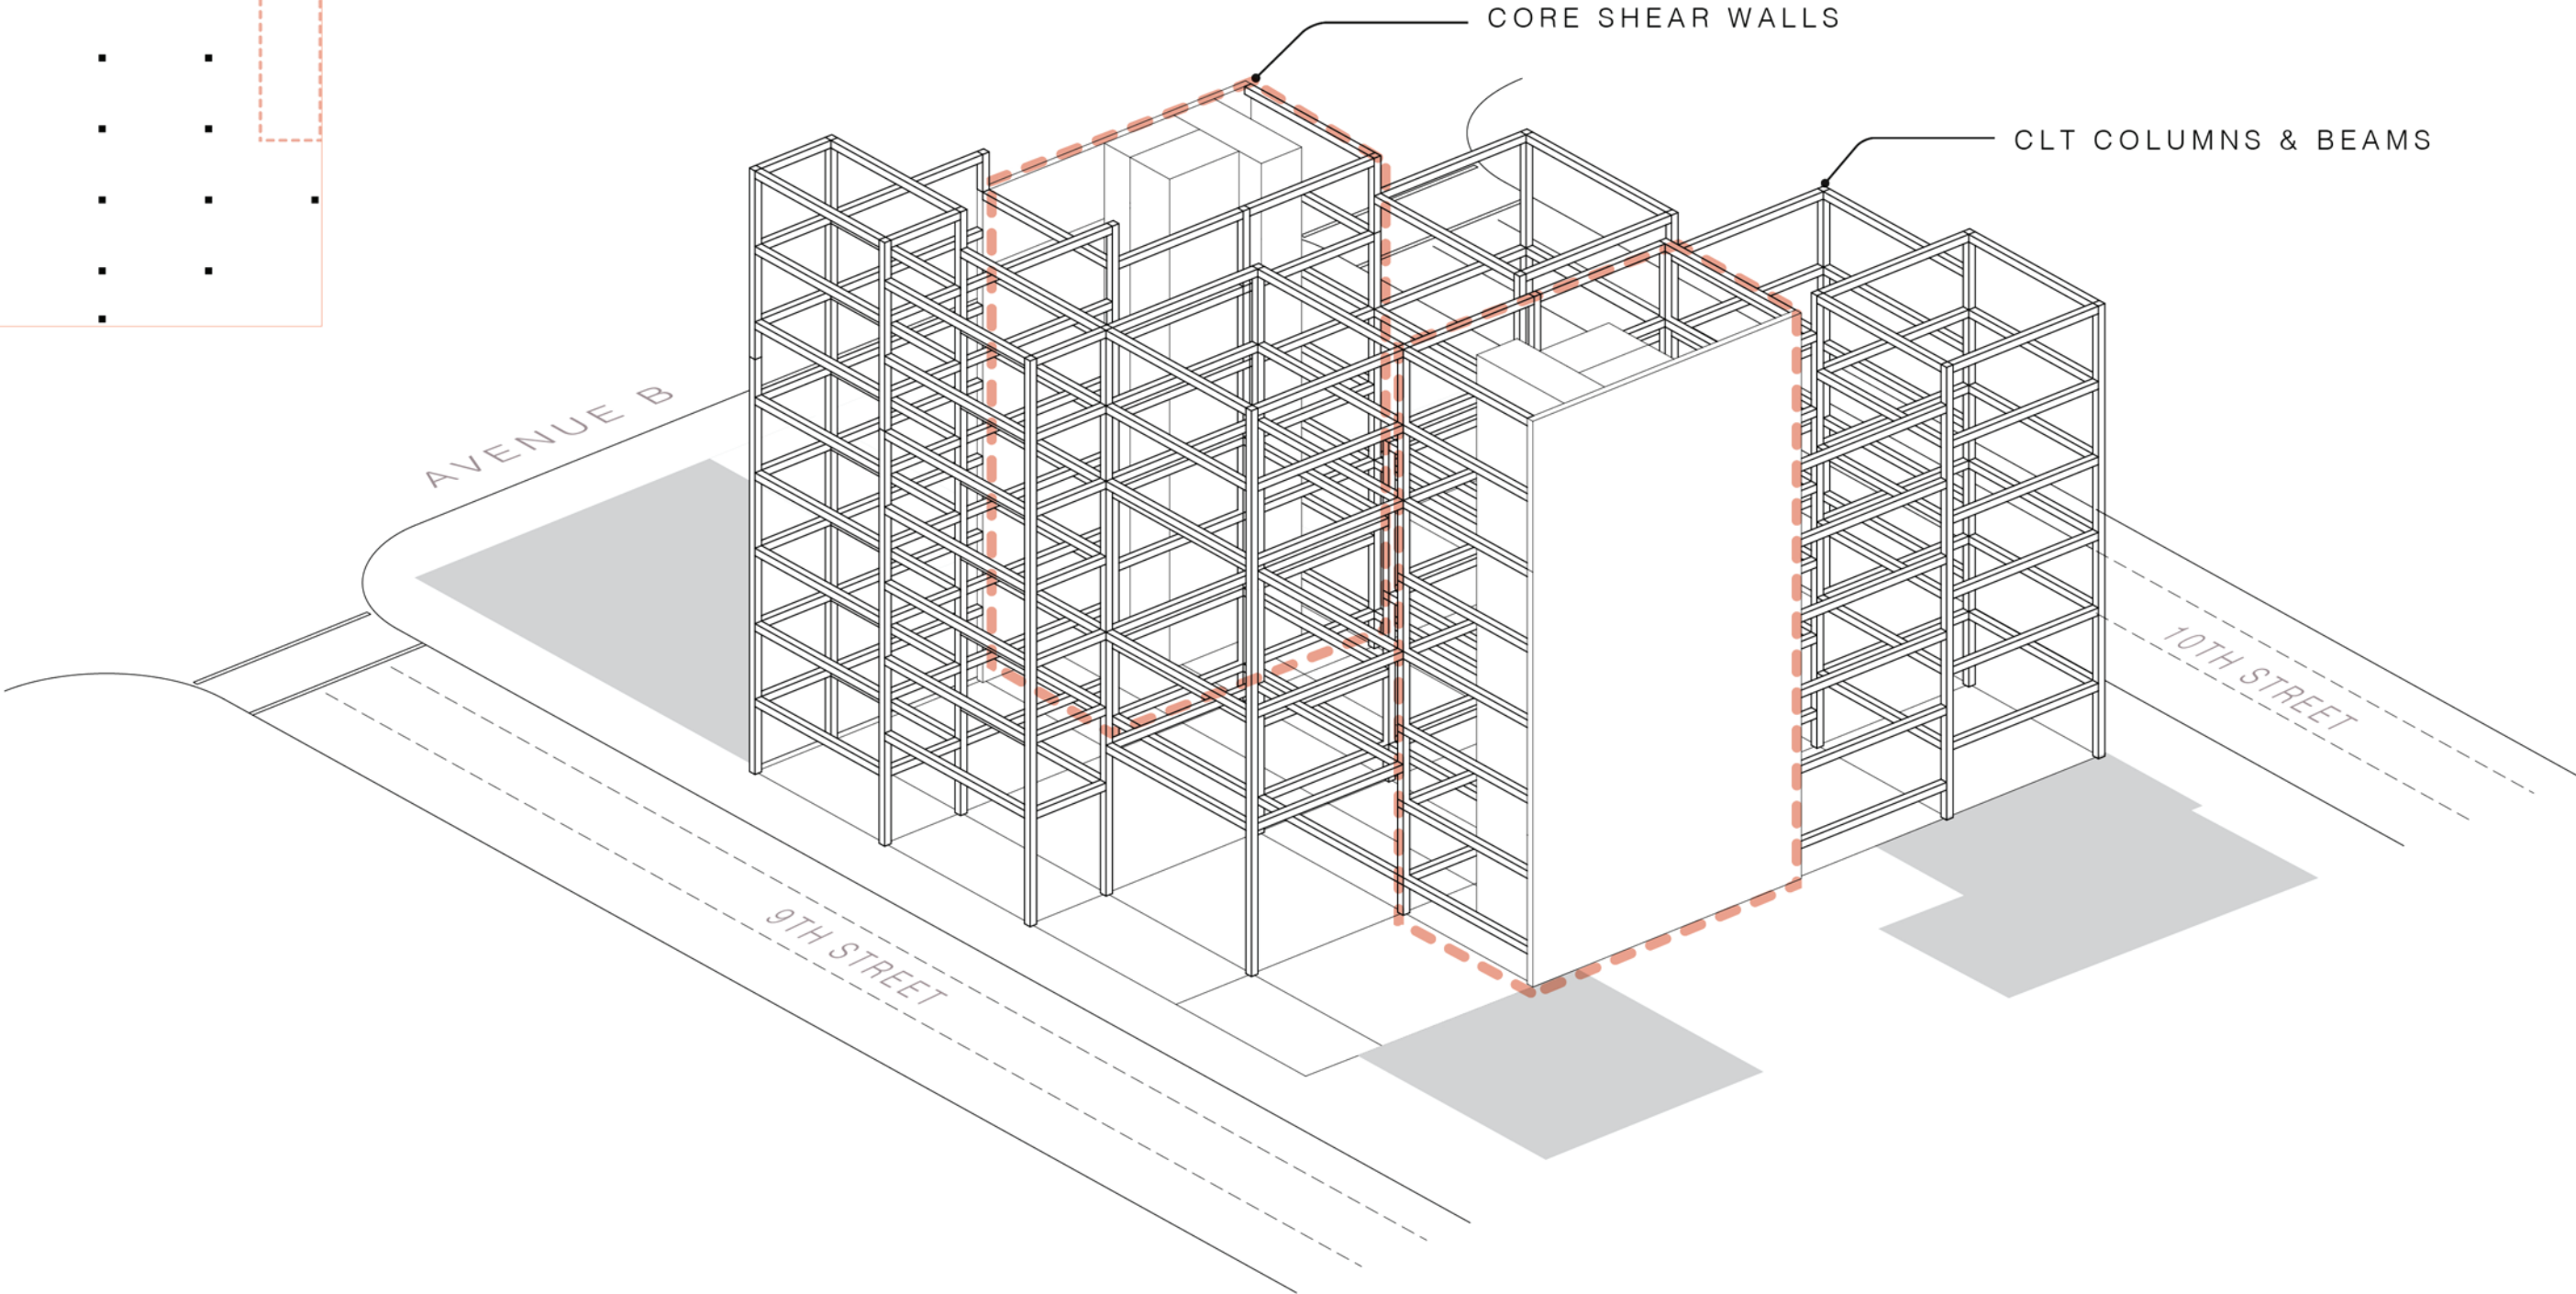 CORE SHEAR WALLS
CLT COLUMNS & BEAMS
AVENUE B
10TH STREET
9TH STREET